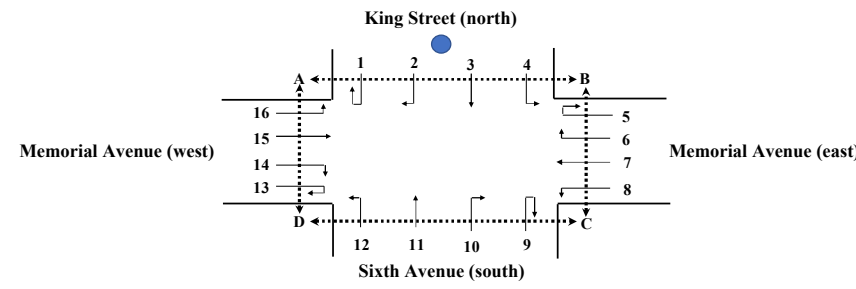 King Street (north)
1 2 3 4
A B
16 5
15 6
Memorial Avenue (west) Memorial Avenue (east)
14 7
13 8
D C
12 11 10 9
Sixth Avenue (south)